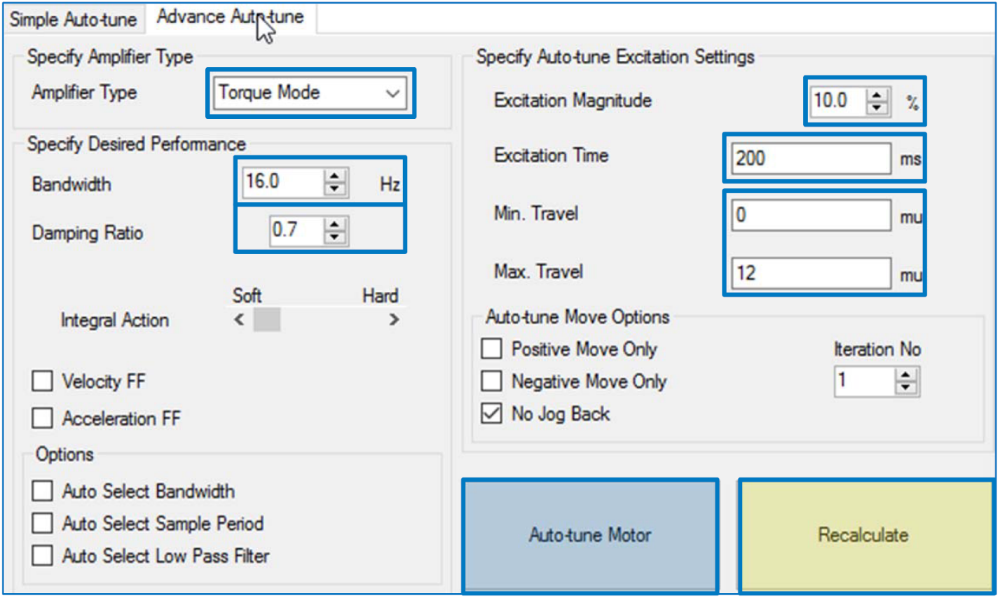 Simple Auto-tune
Advance Auto-tune
Specify Amplifier Type
Amplifier Type
Torque Mode
Specify Desired Performance
Bandwidth
16.0
Hz
Damping Ratio
0.7
Soft
Hard
Integral Action
Velocity FF
Acceleration FF
Options
Auto Select Bandwidth
Auto Select Sample Period
Auto Select Low Pass Filter
Specify Auto-tune Excitation Settings
Excitation Magnitude
10.0
%
Excitation Time
200
ms
Min. Travel
0
mu
Max. Travel
12
mu
Auto-tune Move Options
Positive Move Only
Negative Move Only
No Jog Back
Iteration No
1
Auto-tune Motor
Recalculate